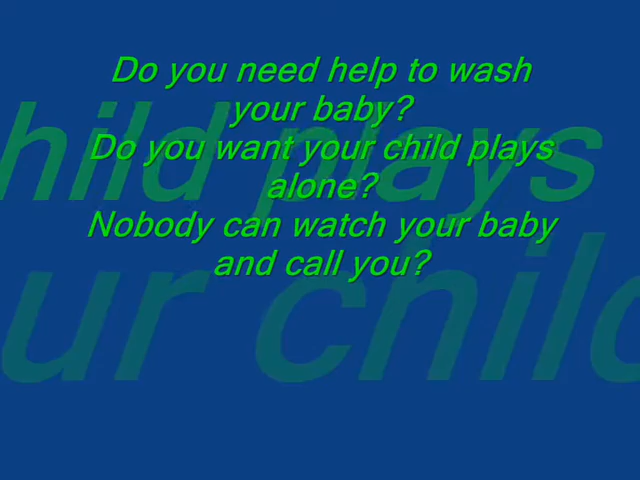 Do you need help to wash
your baby?
hild plays
Do you want your child plays
alone?
Nobody can watch your baby
and call you?
ur child